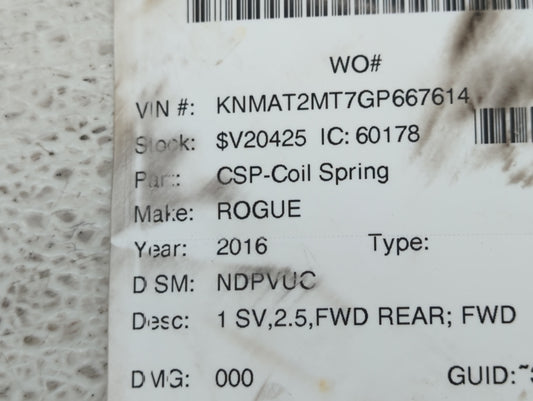 WO#
VIN #: KNMAT2MT7GP667614
Stock: $V20425 IC: 60178
Part: CSP-Coil Spring
Make: ROGUE
Year: 2016 Type:
DISM: NDPVUC
Desc: 1 SV,2.5,FWD REAR; FWD
DMG: 000 GUID:~